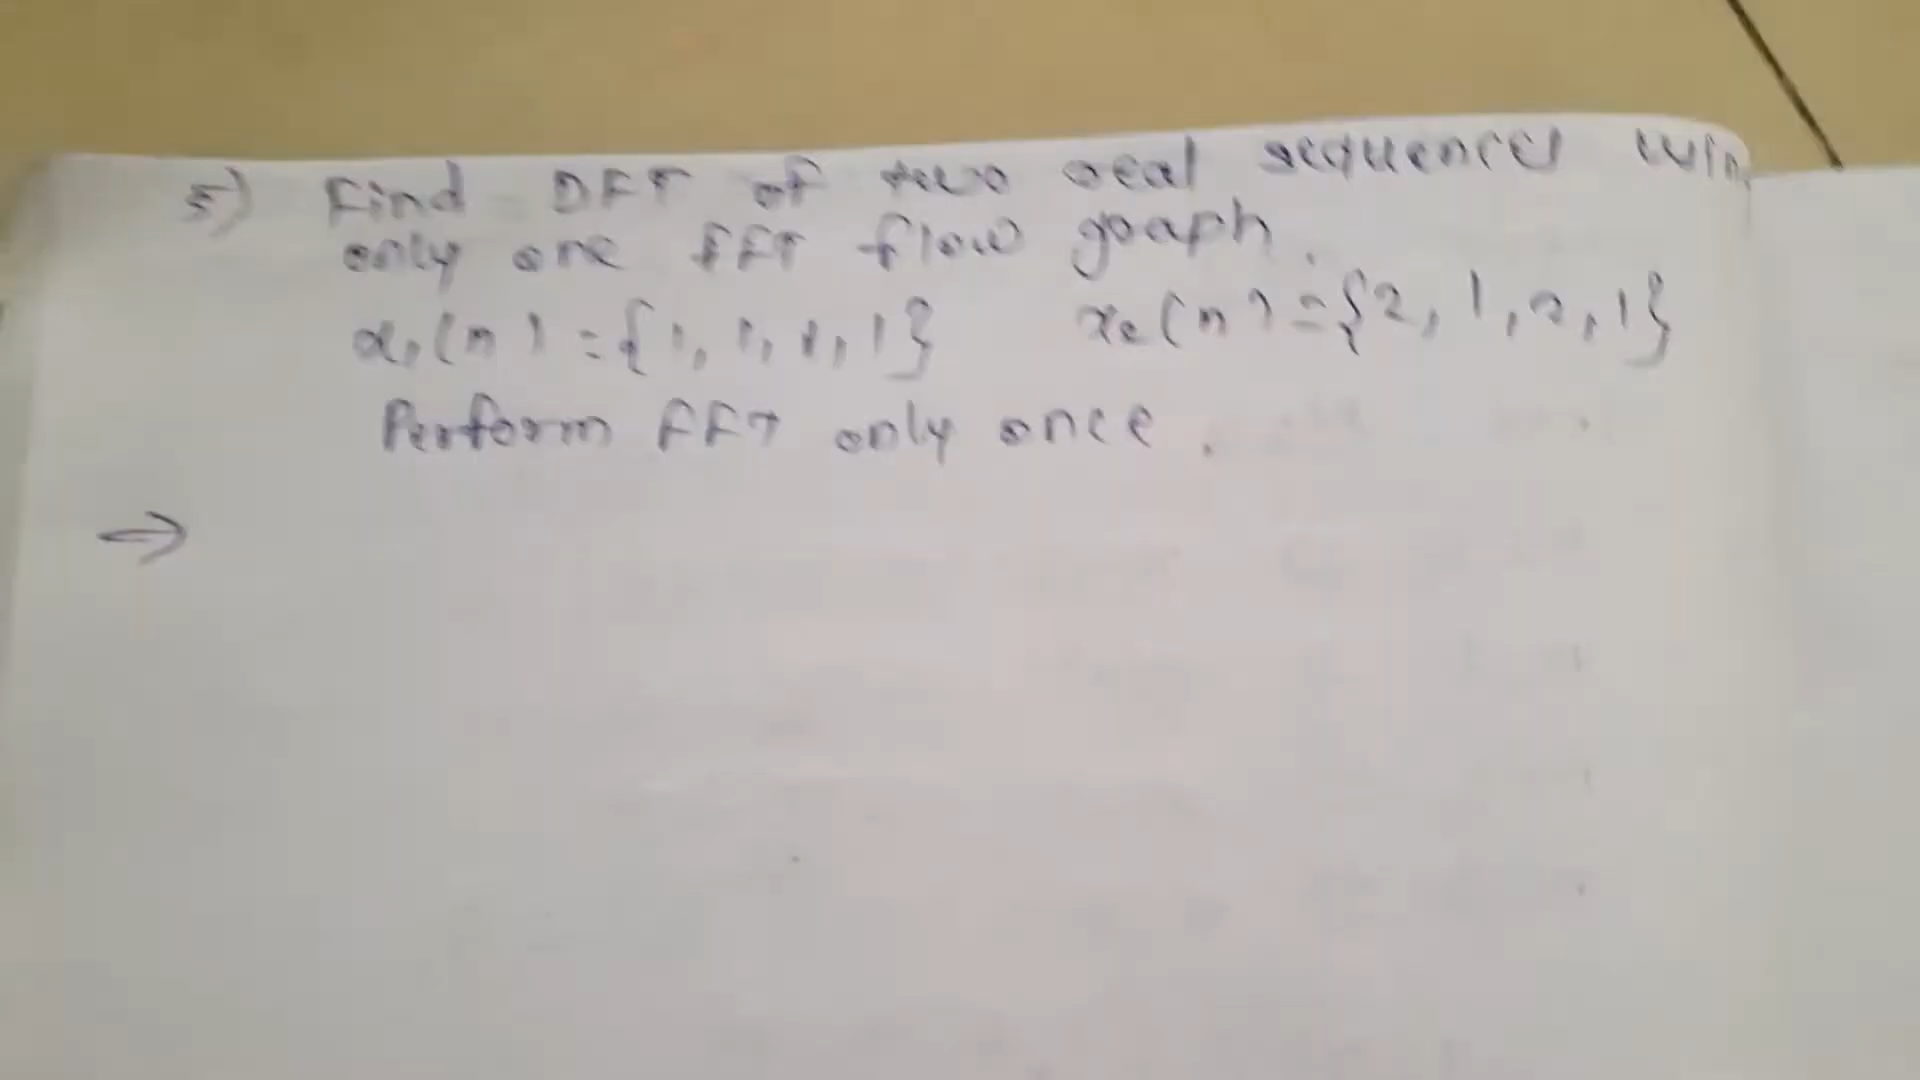 5) Find DFT of two real sequences
only one FFT flow graph.
x₁(n) = {1, 1, 1, 1} x₂(n) = {2, 1, 2, 1}
Perform FFT only once.
→